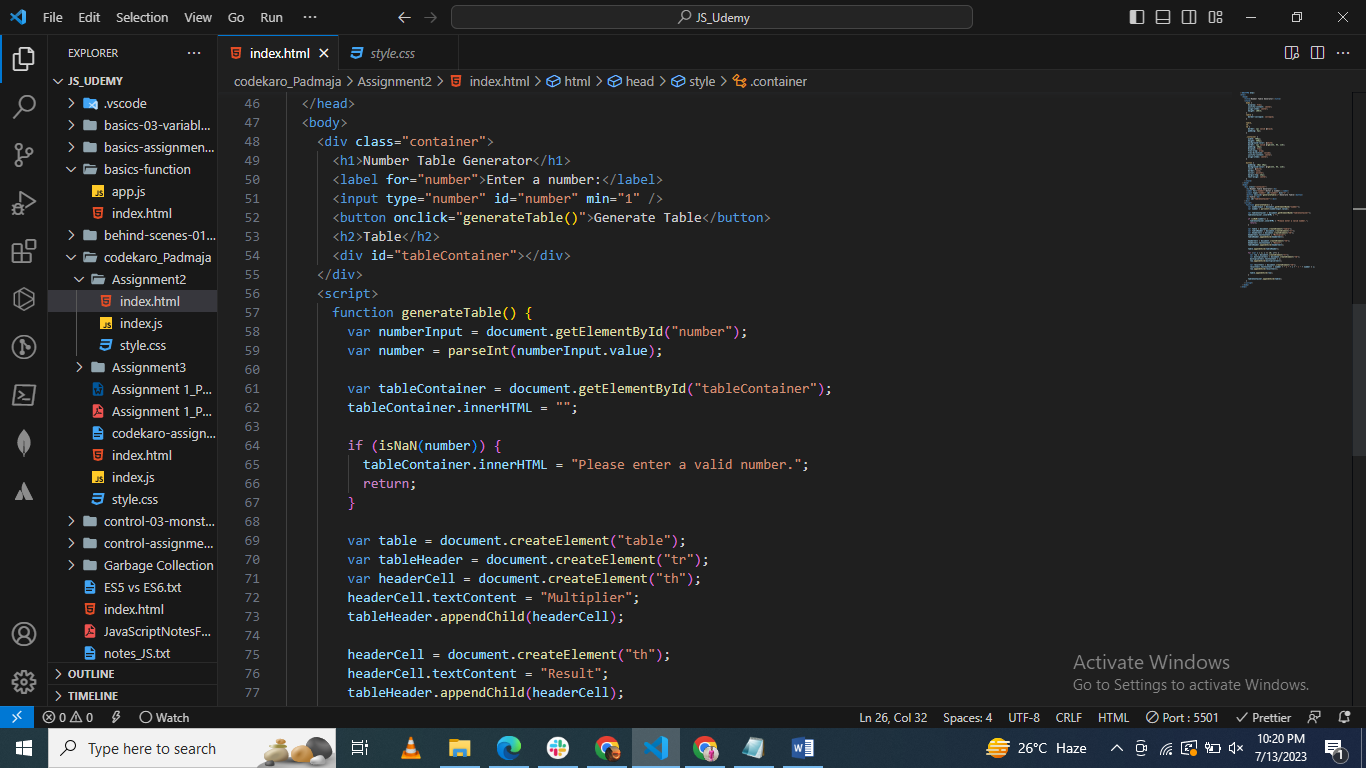 File Edit Selection View Go Run ··· JS_Udemy
EXPLORER ···
index.html
style.css
JS_UDEMY
.vscode
basics-03-variabl...
basics-assignmen...
basics-function
app.js
index.html
behind-scenes-01...
codekaro_Padmaja
Assignment2
index.html
index.js
style.css
Assignment3
Assignment 1_P...
Assignment 1_P...
codekaro-assign...
index.html
index.js
style.css
control-03-monst...
control-assignme...
Garbage Collection
ES5 vs ES6.txt
index.html
JavaScriptNotesF...
notes_JS.txt
OUTLINE
TIMELINE
codekaro_Padmaja > Assignment2 > index.html > html > head > style > .container
46 </head>
47 <body>
48 <div class="container">
49 <h1>Number Table Generator</h1>
50 <label for="number">Enter a number:</label>
51 <input type="number" id="number" min="1" />
52 <button onclick="generateTable()">Generate Table</button>
53 <h2>Table</h2>
54 <div id="tableContainer"></div>
55 </div>
56 <script>
57 function generateTable() {
58 var numberInput = document.getElementById("number");
59 var number = parseInt(numberInput.value);
60
61 var tableContainer = document.getElementById("tableContainer");
62 tableContainer.innerHTML = "";
63
64 if (isNaN(number)) {
65 tableContainer.innerHTML = "Please enter a valid number.";
66 return;
67 }
68
69 var table = document.createElement("table");
70 var tableHeader = document.createElement("tr");
71 var headerCell = document.createElement("th");
72 headerCell.textContent = "Multiplier";
73 tableHeader.appendChild(headerCell);
74
75 headerCell = document.createElement("th");
76 headerCell.textContent = "Result";
77 tableHeader.appendChild(headerCell);
Activate Windows
Go to Settings to activate Windows.
0 0 Watch Ln 26, Col 32 Spaces: 4 UTF-8 CRLF HTML Port : 5501 Prettier
Type here to search
26°C Haze
10:20 PM
7/13/2023
1